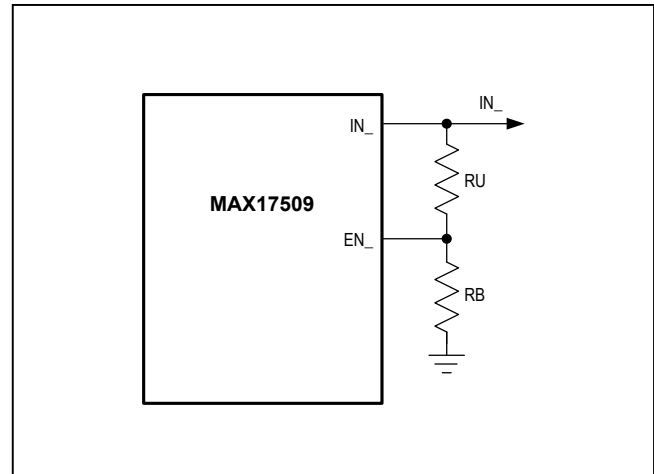 IN_
IN_
RU
MAX17509
EN_
RB